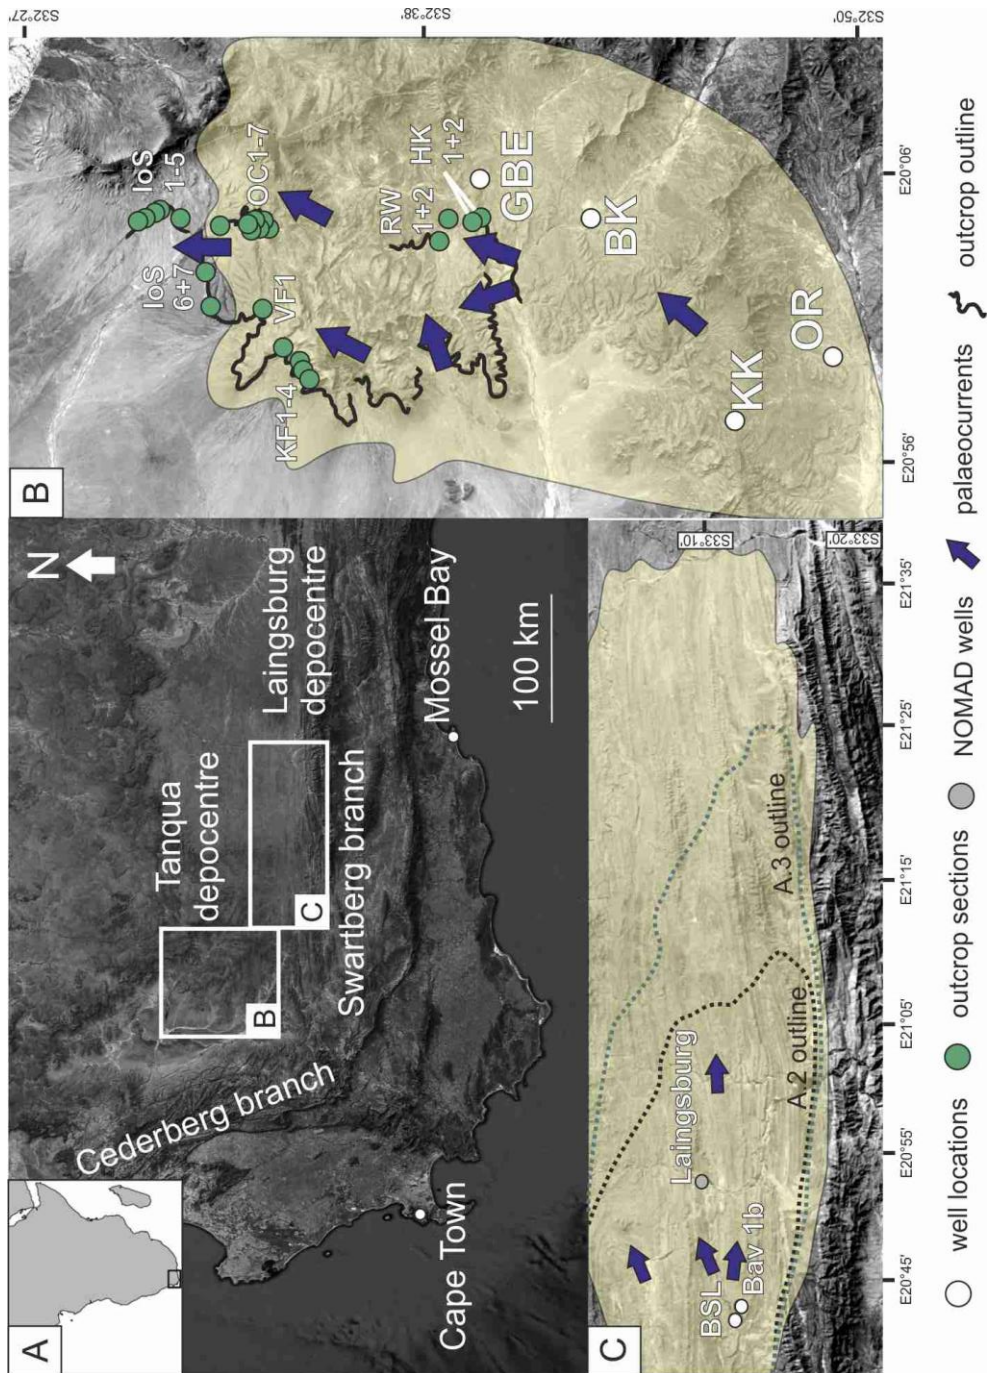 A
Cederberg branch
Cape Town
Tanqua
depocentre
B
C
Swartberg branch
Laingsburg
depocentre
Mossel Bay
100 km
N
B
S32°27'
S32°38'
S32°50'
IoS
1-5
IoS
6+7
OC1-7
VF1
KF1-4
RW
1+2
HK
1+2
GBE
BK
KK
OR
E20°56'
E20°06'
C
BSL
Bav 1b
Laingsburg
A.2 outline
A.3 outline
S33°10'
S33°20'
E20°45'
E20°55'
E21°05'
E21°15'
E21°25'
E21°35'
well locations
outcrop sections
NOMAD wells
palaeocurrents
outcrop outline